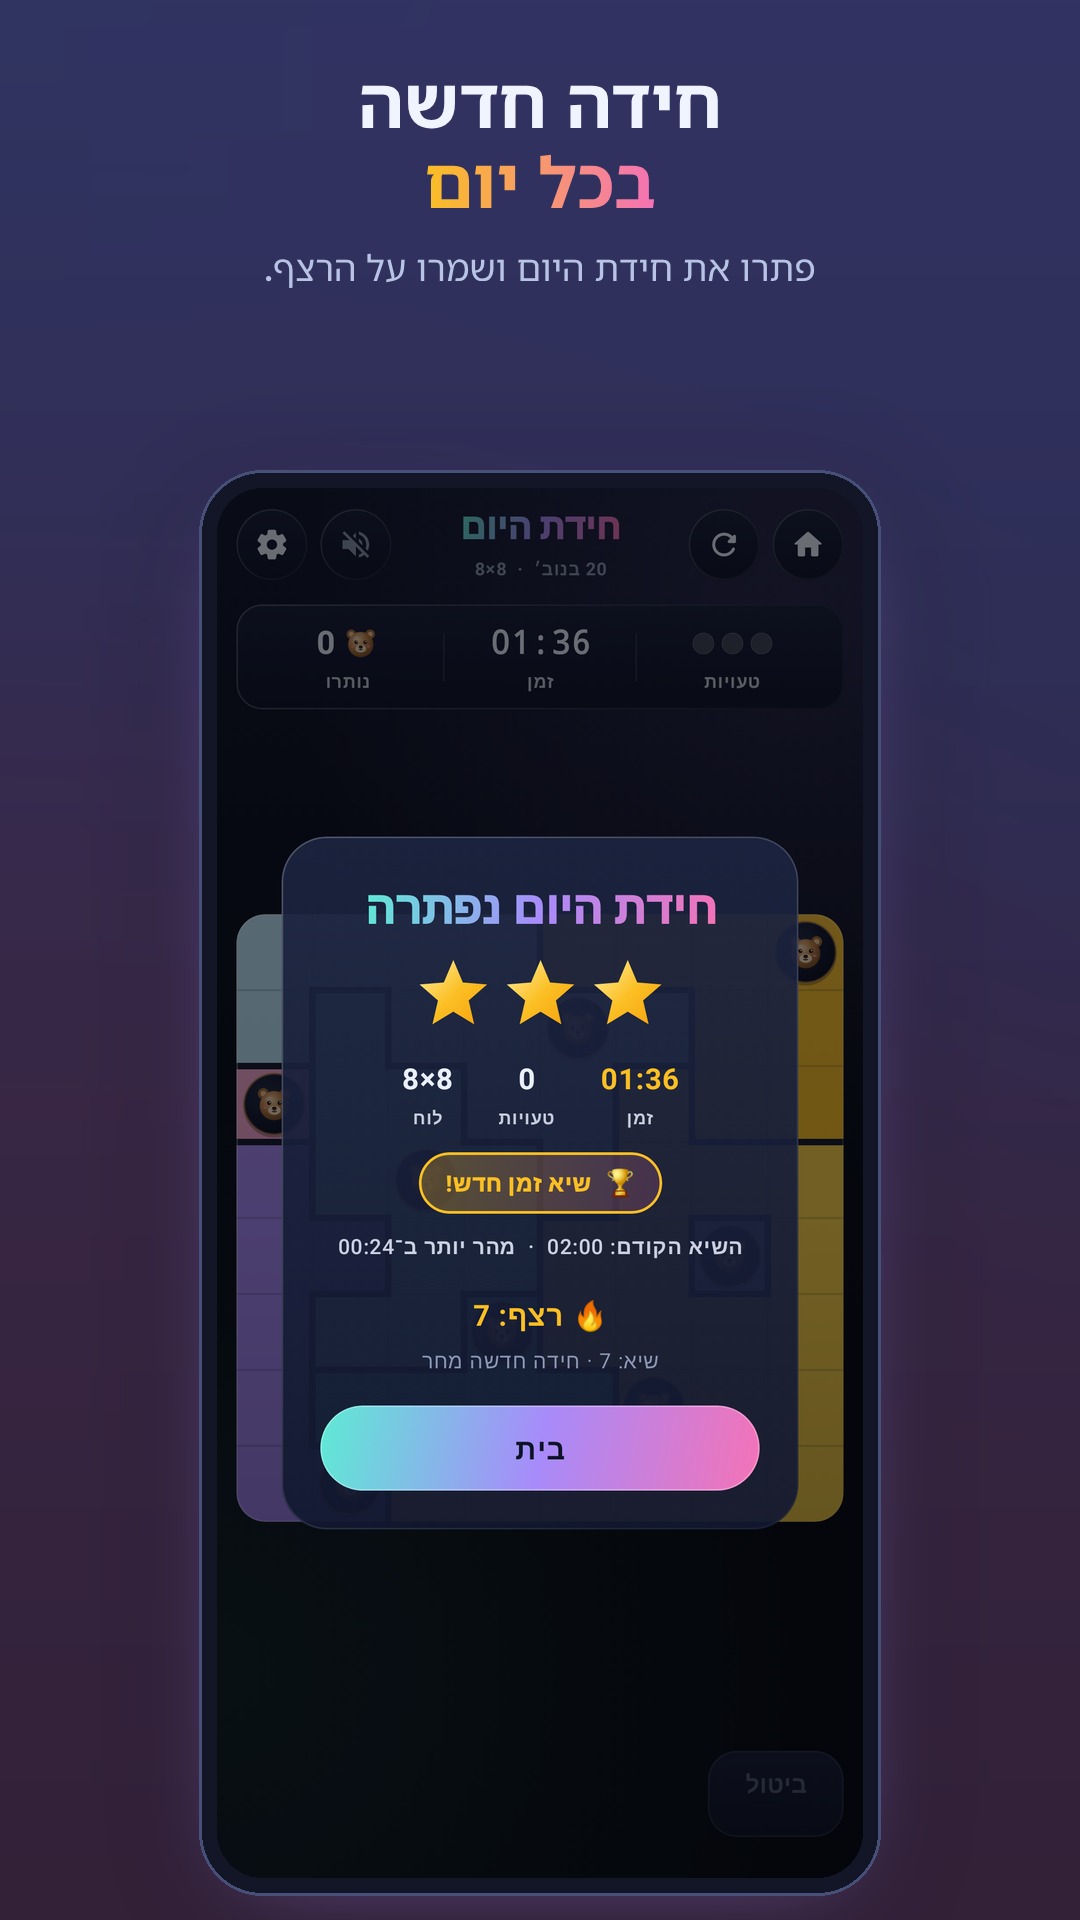 חידה חדשה
בכל יום
פתרו את חידת היום ושמרו על הרצף.
חידת היום
20 בנוב׳ · 8×8
טעויות
01:36
זמן
0
נותרו
חידת היום נפתרה
01:36
זמן
0
טעויות
8×8
לוח
שיא זמן חדש!
השיא הקודם: 02:00 · מהר יותר ב־00:24
רצף: 7
שיא: 7 · חידה חדשה מחר
בית
ביטול